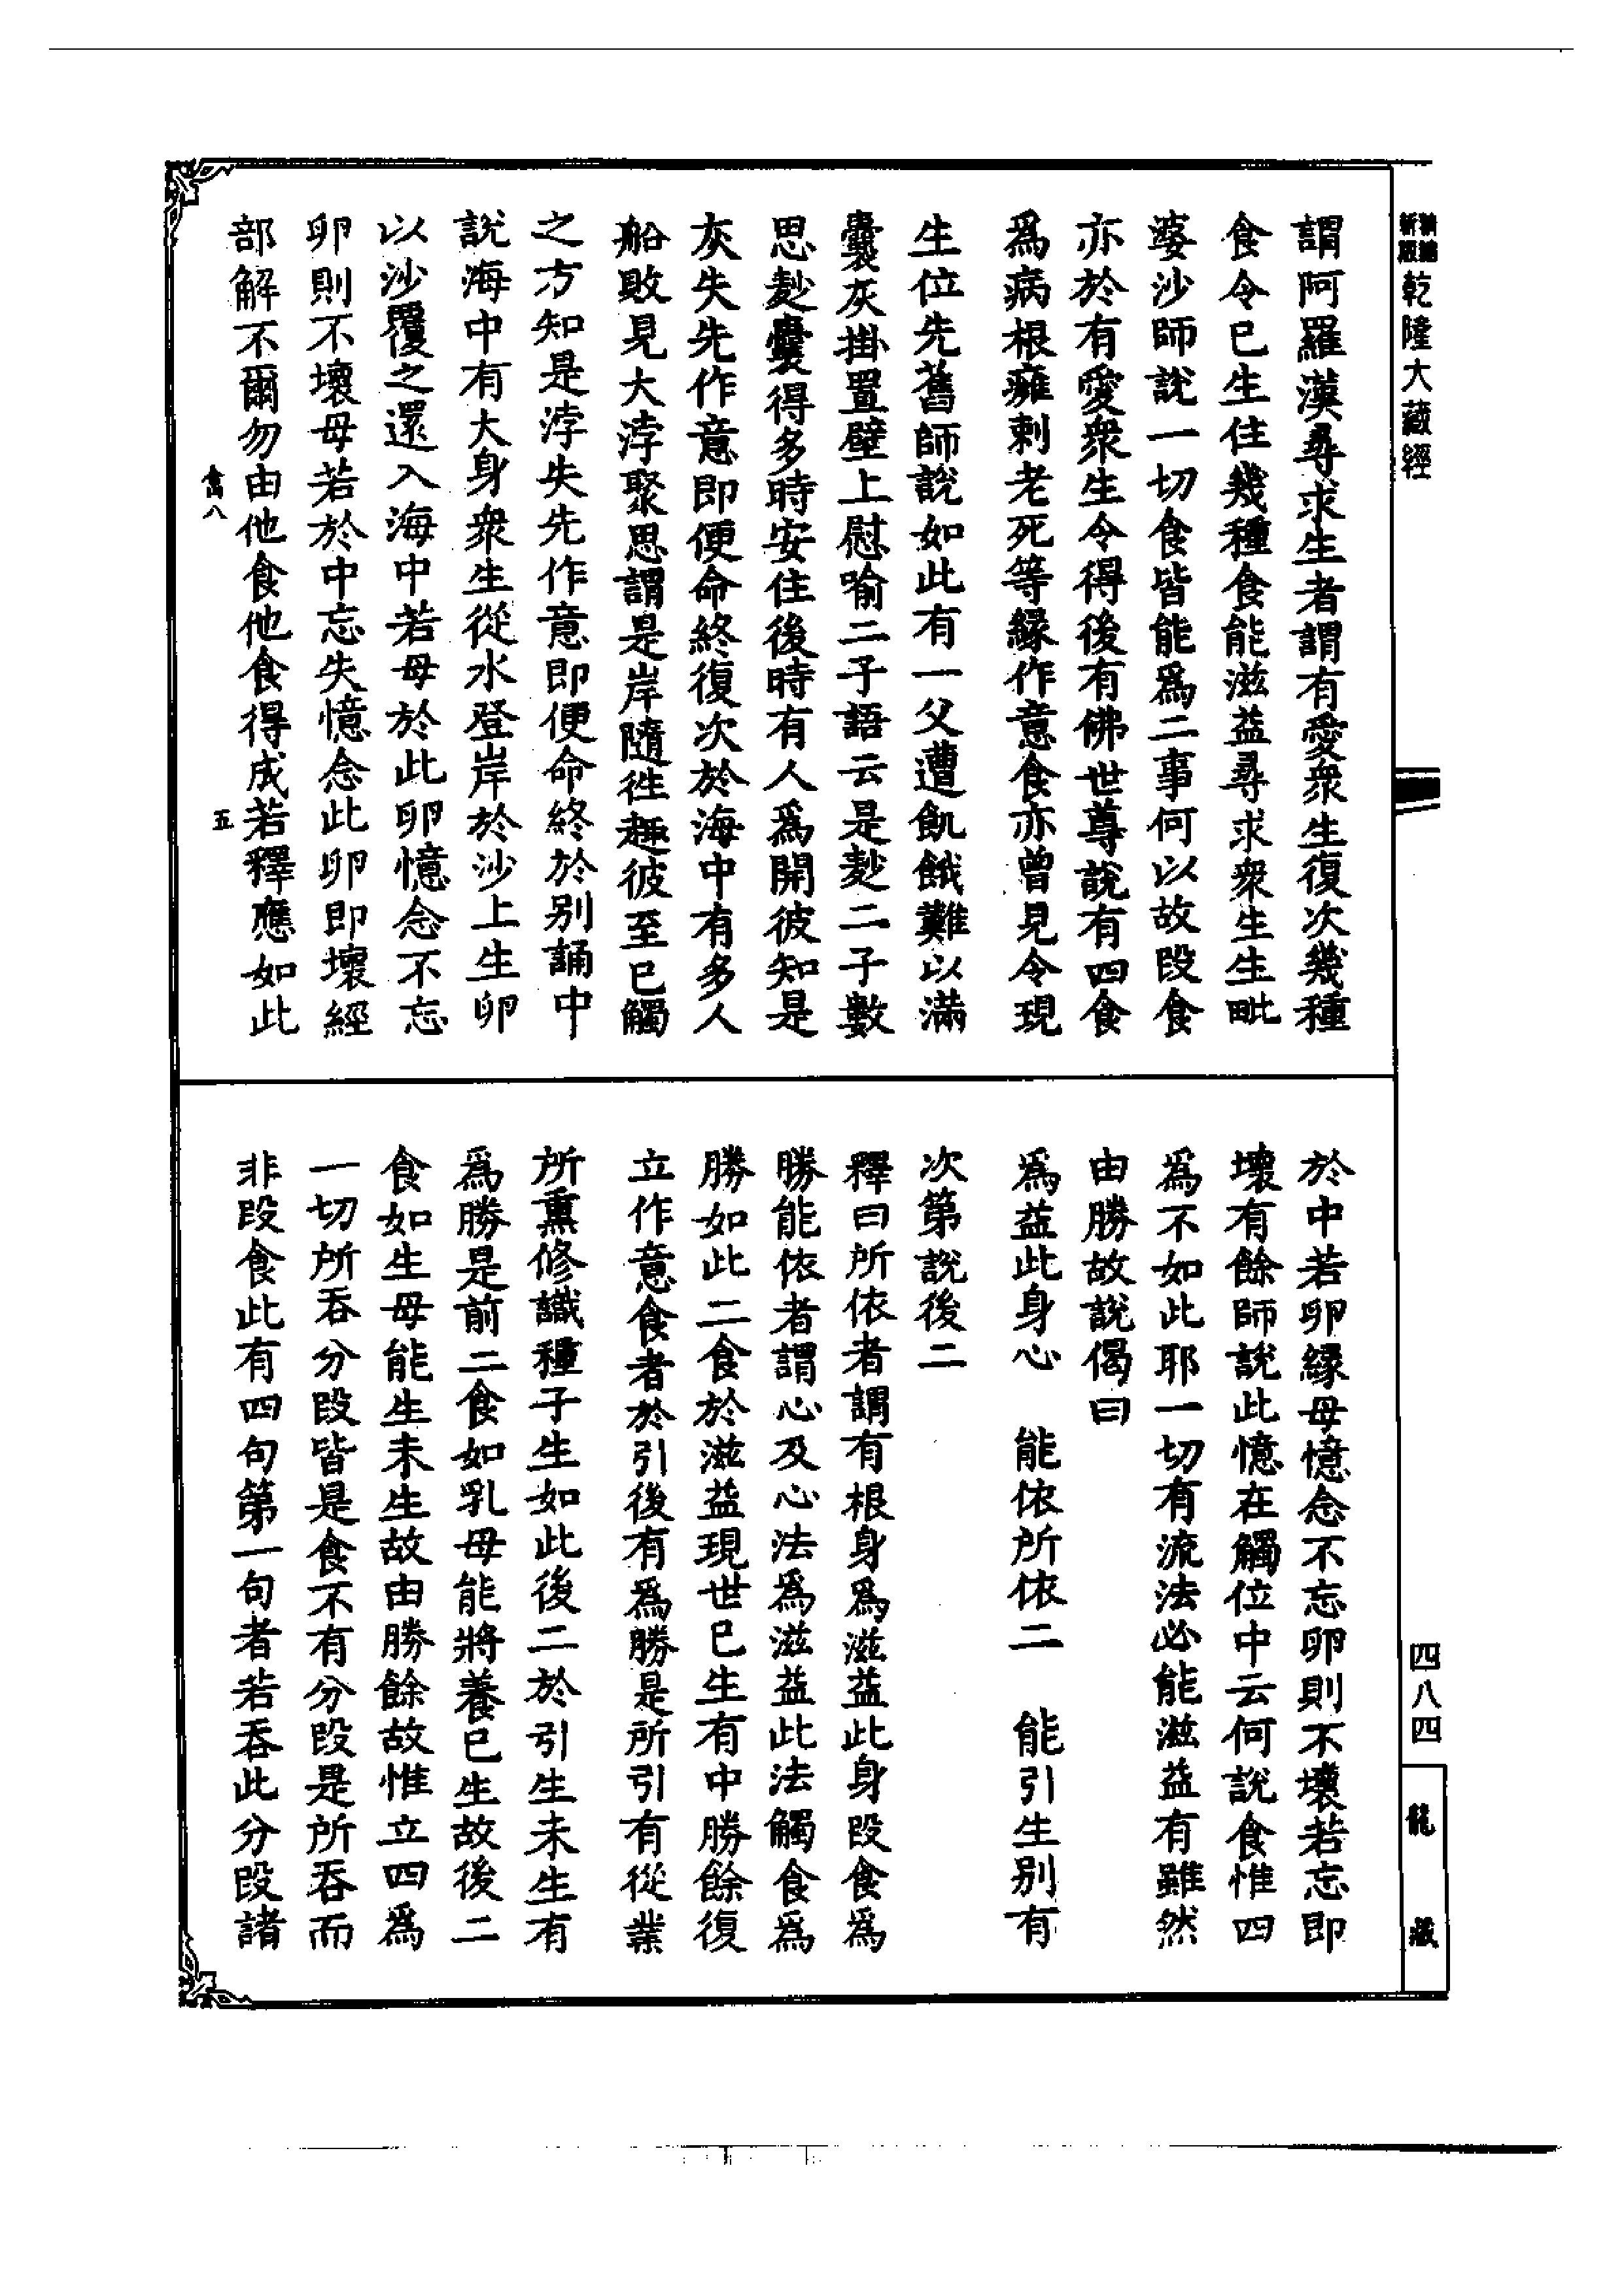 新編
新版
乾隆大藏經
謂阿羅漢尋求生者謂有愛衆生復次幾種
食令已生住幾種食能滋益尋求衆生生毗
婆沙師說一切食皆能爲二事何以故段食
亦於有愛衆生令得後有佛世尊說有四食
爲病根癰刺老死等緣作意食亦曾見令現
生位先舊師說如此有一父遭飢餓難以滿
囊灰掛置壁上慰喻二子語云是麨二子數
思麨囊得多時安住後時有人爲開彼知是
灰失先作意即便命終復次於海中有多人
船敗見大浡聚思謂是岸隨徃趣彼至已觸
之方知是浡失先作意即便命終於別誦中
說海中有大身衆生從水登岸於沙上生卵
以沙覆之還入海中若母於此卵憶念不忘
卵則不壞母若於中忘失憶念此卵即壞經
部解不爾勿由他食他食得成若釋應如此
禽八
五
於中若卵緣母憶念不忘卵則不壞若忘即
壞有餘師說此憶在觸位中云何說食惟四
爲不如此耶一切有流法必能滋益有雖然
由勝故說偈曰
爲益此身心　能依所依二　能引生別有
次第說後二
釋曰所依者謂有根身爲滋益此身段食爲
勝能依者謂心及心法爲滋益此法觸食爲
勝如此二食於滋益現世已生有中勝餘復
立作意食者於引後有爲勝是所引有從業
所熏修識種子生如此後二於引生未生有
爲勝是前二食如乳母能將養已生故後二
食如生母能生未生故由勝餘故惟立四爲
一切所吞分段皆是食不有分段是所吞而
非段食此有四句第一句者若吞此分段諸
四八四
龍藏